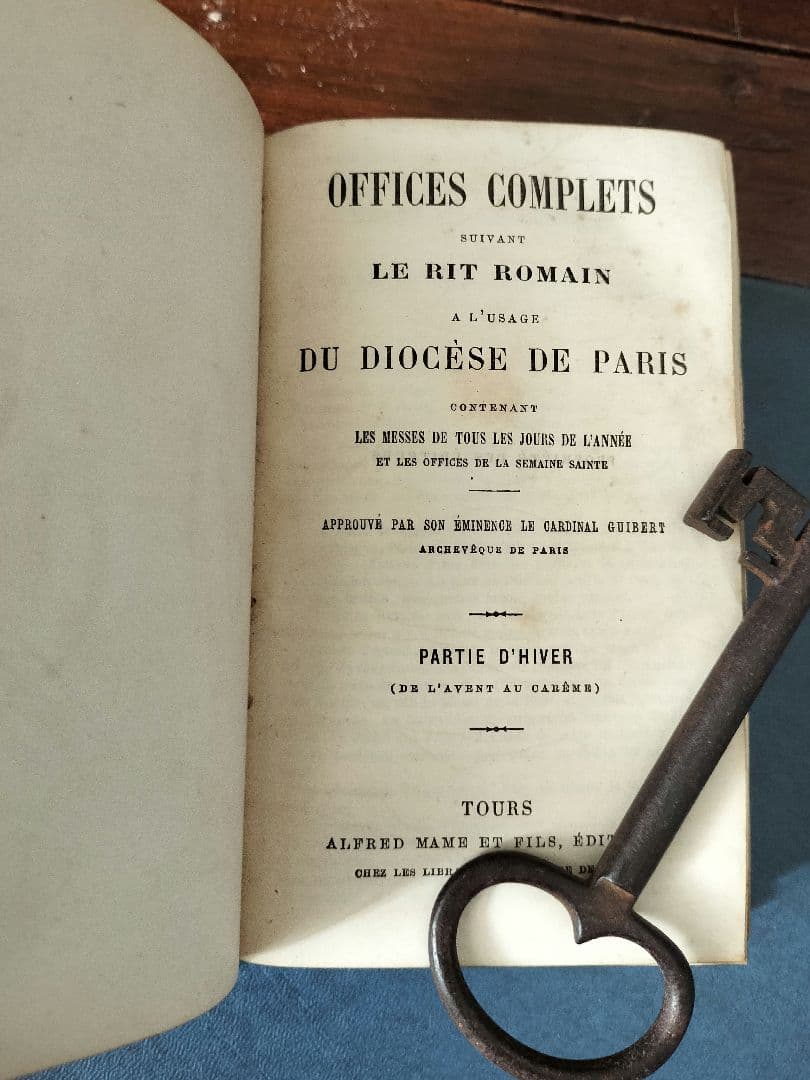 OFFICES COMPLETS
SUIVANT
LE RIT ROMAIN
A L'USAGE
DU DIOCÈSE DE PARIS
CONTENANT
LES MESSES DE TOUS LES JOURS DE L'ANNÉE
ET LES OFFICES DE LA SEMAINE SAINTE
APPROUVÉ PAR SON ÉMINENCE LE CARDINAL GUIBERT
ARCHEVÊQUE DE PARIS
PARTIE D'HIVER
(DE L'AVENT AU CARÊME)
TOURS
ALFRED MAME ET FILS,
CHEZ LES DE